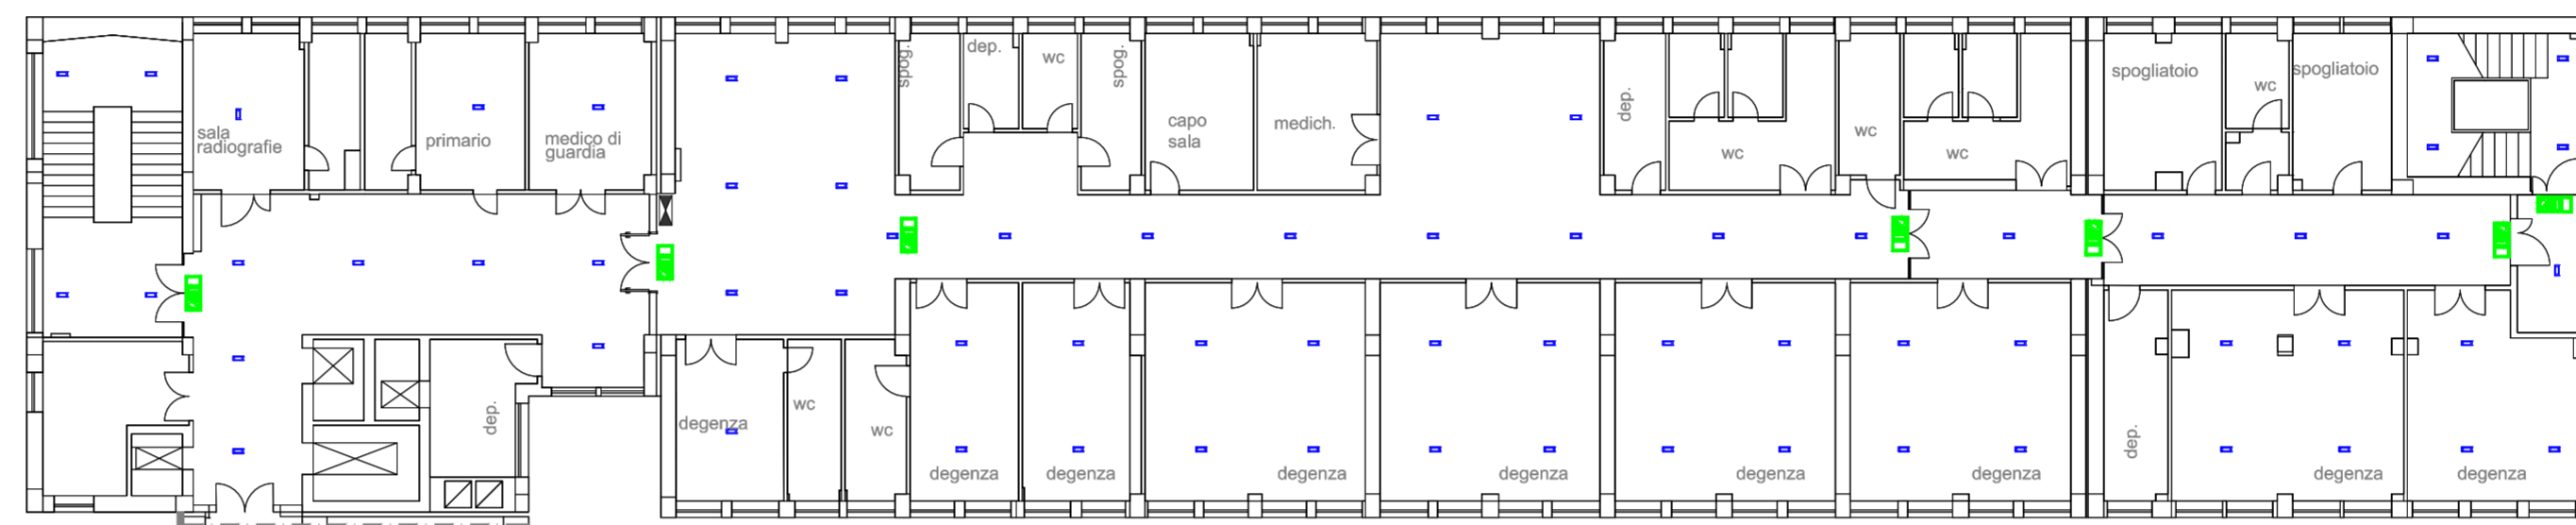 spog.
dep.
wc
spog.
sala
radiografie
primario
medico di
guardia
capo
sala
medich.
dep.
wc
wc
wc
spogliatoio
wc
spogliatoio
degenza
wc
wc
dep.
degenza
degenza
degenza
degenza
degenza
degenza
dep.
degenza
degenza